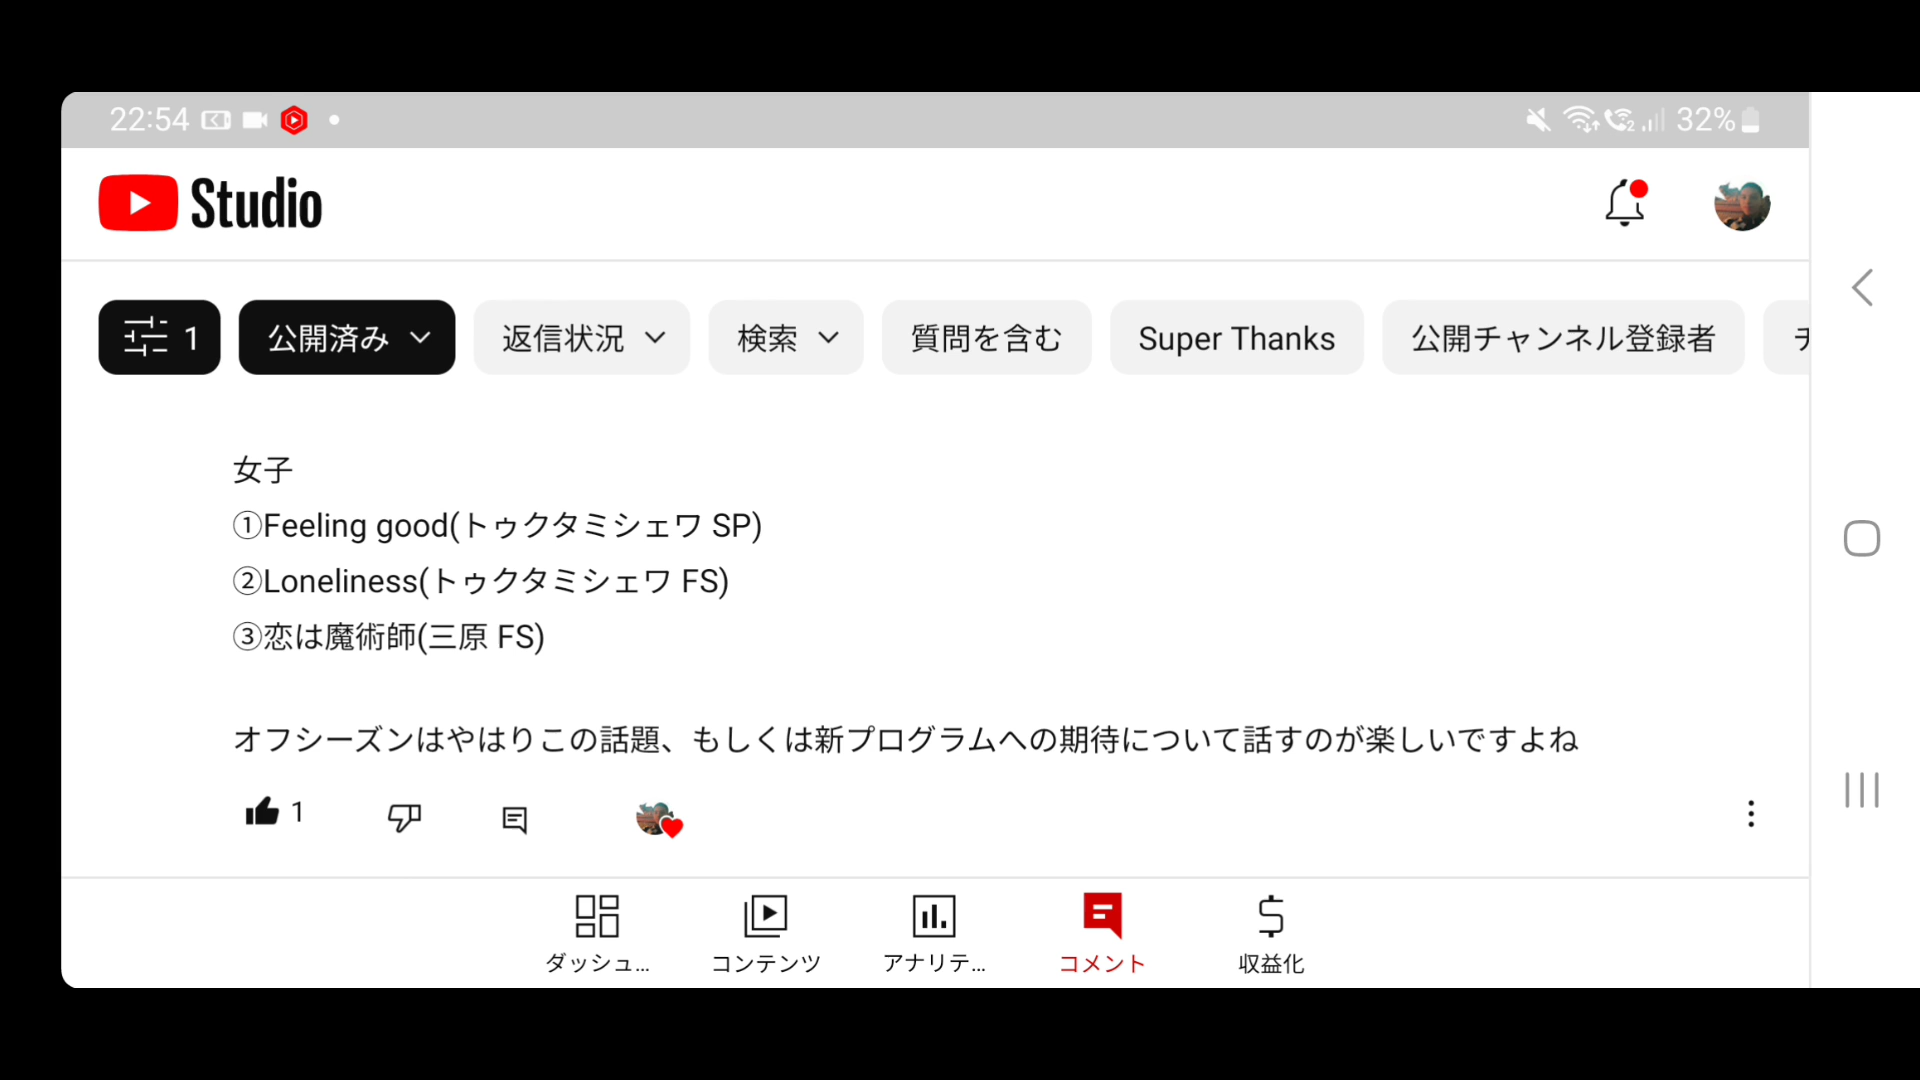 22:54
32%
Studio
1
公開済み
返信状況
検索
質問を含む
Super Thanks
公開チャンネル登録者
女子
①Feeling good(トゥクタミシェワ SP)
②Loneliness(トゥクタミシェワ FS)
③恋は魔術師(三原 FS)
オフシーズンはやはりこの話題、もしくは新プログラムへの期待について話すのが楽しいですよね
1
ダッシュ...
コンテンツ
アナリテ...
コメント
収益化